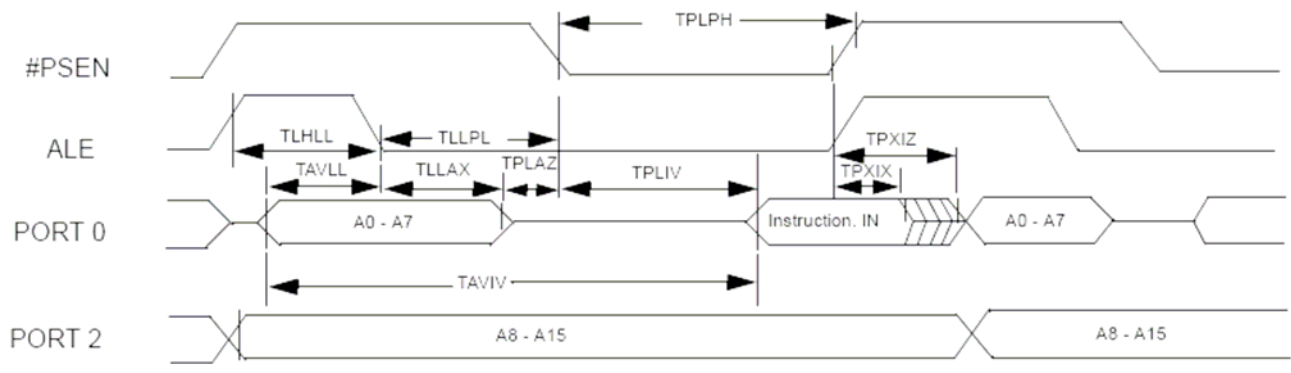 TPLPH
#PSEN
ALE
TLHLL
TLLPL
TPXIZ
TAVLL
TLLAX
TPLAZ
TPLIV
TPXIX
PORT 0
A0 - A7
Instruction. IN
A0 - A7
TAVIV
PORT 2
A8 - A15
A8 - A15